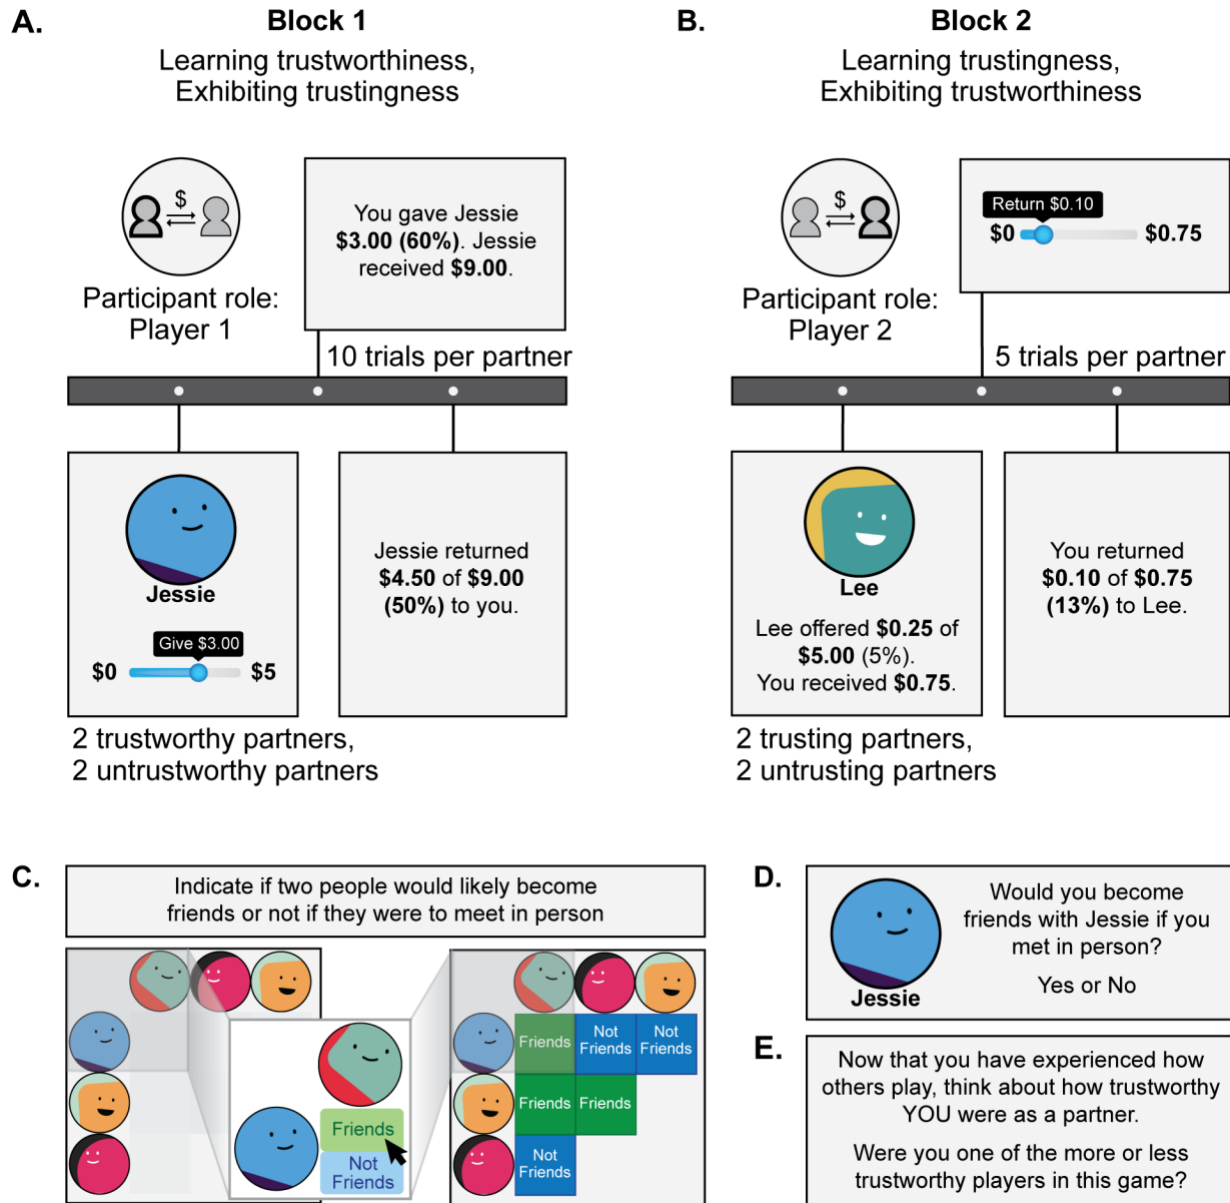 A.
Block 1
Learning trustworthiness,
Exhibiting trustingness
$
Participant role:
Player 1
You gave Jessie
$3.00 (60%). Jessie
received $9.00.
10 trials per partner
Jessie
Give $3.00
$0
$5
Jessie returned
$4.50 of $9.00
(50%) to you.
2 trustworthy partners,
2 untrustworthy partners
B.
Block 2
Learning trustingness,
Exhibiting trustworthiness
$
Participant role:
Player 2
Return $0.10
$0
$0.75
5 trials per partner
Lee
Lee offered $0.25 of
$5.00 (5%).
You received $0.75.
You returned
$0.10 of $0.75
(13%) to Lee.
2 trusting partners,
2 untrusting partners
C.
Indicate if two people would likely become
friends or not if they were to meet in person
Friends
Not
Friends
Friends
Not
Friends
Not
Friends
Friends
Friends
Not
Friends
D.
Jessie
Would you become
friends with Jessie if you
met in person?
Yes or No
E.
Now that you have experienced how
others play, think about how trustworthy
YOU were as a partner.
Were you one of the more or less
trustworthy players in this game?